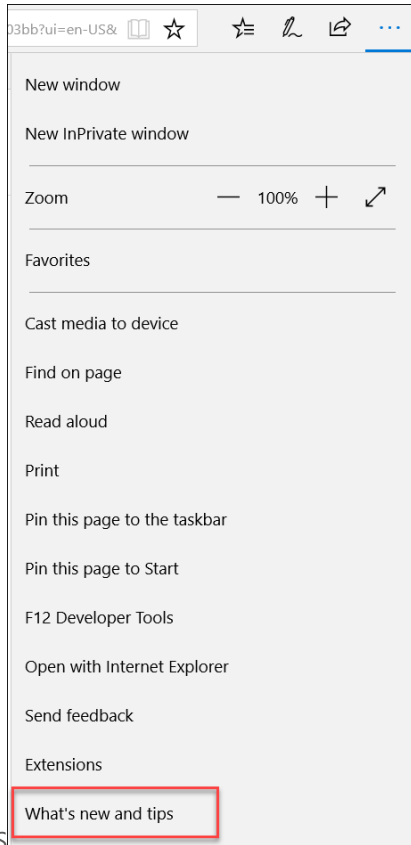 03bb?ui=en-US&
New window
New InPrivate window
Zoom 100%
Favorites
Cast media to device
Find on page
Read aloud
Print
Pin this page to the taskbar
Pin this page to Start
F12 Developer Tools
Open with Internet Explorer
Send feedback
Extensions
What's new and tips
s